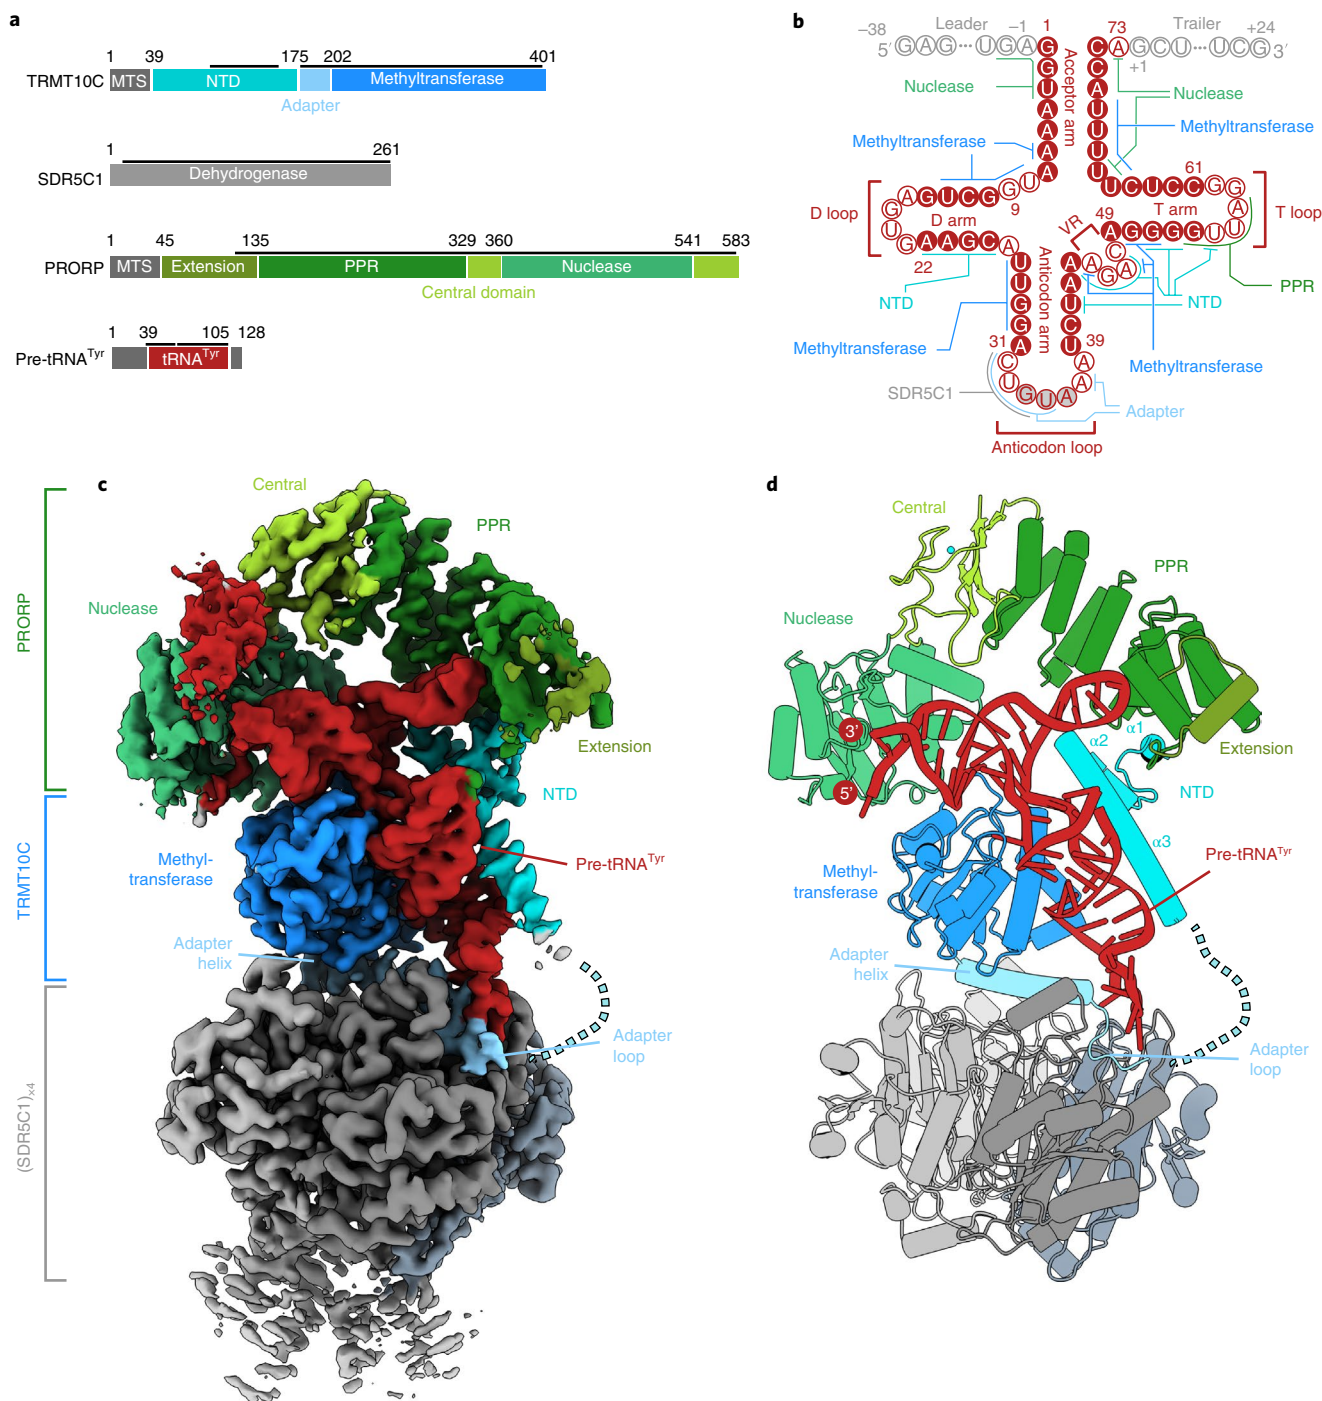 a
1 39 175 202 401
TRMT10C MTS NTD Methyltransferase
Adapter
1 261
SDR5C1 Dehydrogenase
1 45 135 329 360 541 583
PRORP MTS Extension PPR Nuclease
Central domain
1 39 105 128
Pre-tRNATyr tRNATyr
b
−38 Leader −1 1 73 Trailer +24
5′ G A G ··· U G A G C A G C U ··· U C G 3′
+1
G C
U A
A U
A U
A U
A U
Acceptor arm
Nuclease
Nuclease
Methyltransferase
Methyltransferase
61
U C U C C G G
A
U
U
A G G G G
49
T arm
T loop
VR
U
G
9
A G U C G
G
U
G A A G C A
D loop
D arm
22
NTD
A C
A G A
NTD
PPR
U A
U A
G U
G C
A U
Anticodon arm
Methyltransferase
Methyltransferase
31 39
C A
U A
G U A
SDR5C1
Adapter
Anticodon loop
c
Central
PPR
Nuclease
PRORP
Extension
NTD
Methyl-
transferase
Pre-tRNATyr
TRMT10C
Adapter
helix
Adapter
loop
(SDR5C1)×4
d
Central
PPR
Nuclease
3′
α1
α2
Extension
5′
NTD
α3
Pre-tRNATyr
Methyl-
transferase
Adapter
helix
Adapter
loop